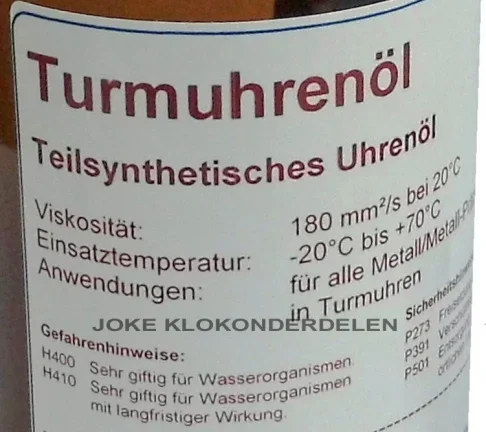 Turmuhrenöl
Teilsynthetisches Uhrenöl
Viskosität: 180 mm²/s bei 20°C
Einsatztemperatur: -20°C bis +70°C
Anwendungen: für alle Metall/Metall-
in Turmuhren
JOKE KLOKONDERDELEN
Gefahrenhinweise:
H400 Sehr giftig für Wasserorganismen.
H410 Sehr giftig für Wasserorganismen
mit langfristiger Wirkung.
P273
P391
P501